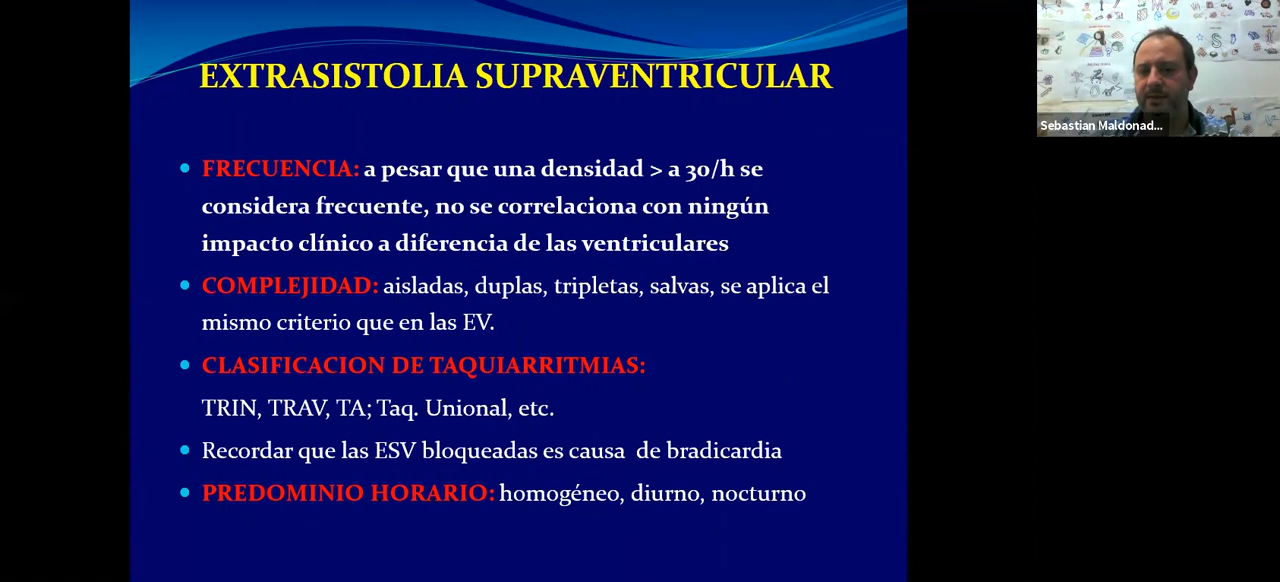 EXTRASISTOLIA SUPRAVENTRICULAR
Sebastian Maldonad...
• FRECUENCIA: a pesar que una densidad > a 30/h se
considera frecuente, no se correlaciona con ningún
impacto clínico a diferencia de las ventriculares
• COMPLEJIDAD: aisladas, duplas, tripletas, salvas, se aplica el
mismo criterio que en las EV.
• CLASIFICACION DE TAQUIARRITMIAS:
TRIN, TRAV, TA; Taq. Unional, etc.
• Recordar que las ESV bloqueadas es causa de bradicardia
• PREDOMINIO HORARIO: homogéneo, diurno, nocturno